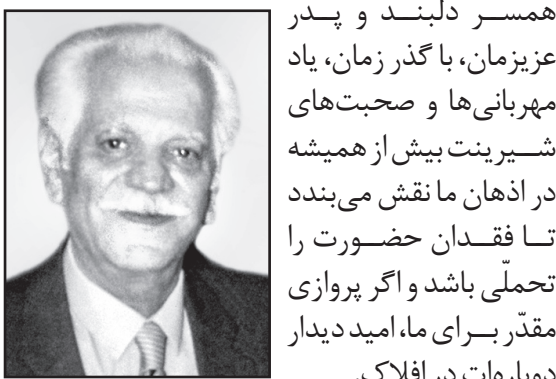 همسر دلبند و پدر
عزیزمان، با گذر زمان، یاد
مهربانی‌ها و صحبت‌های
شیرینت بیش از همیشه
در اذهان ما نقش می‌بندد
تا فقدان حضورت را
تحملّی باشد و اگر پروازی
مقدّر برای ما، امید دیدار
دوباره‌ات در افلاک.